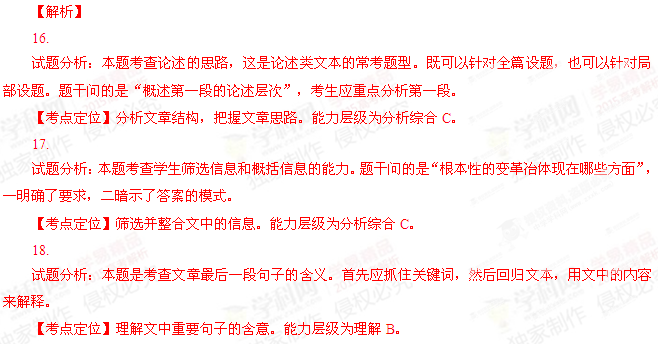 【解析】
16.
试题分析：本题考查论述的思路，这是论述类文本的常考题型。既可以针对全篇设题，也可以针对局
部设题。题干问的是“概述第一段的论述层次”，考生应重点分析第一段。
【考点定位】分析文章结构，把握文章思路。能力层级为分析综合 C。
17.
试题分析：本题考查学生筛选信息和概括信息的能力。题干问的是“根本性的变革冶体现在哪些方面”，
一明确了要求，二暗示了答案的模式。
【考点定位】筛选并整合文中的信息。能力层级为分析综合 C。
18.
试题分析：本题是考查文章最后一段句子的含义。首先应抓住关键词，然后回归文本，用文中的内容
来解释。
【考点定位】理解文中重要句子的含意。能力层级为理解 B。